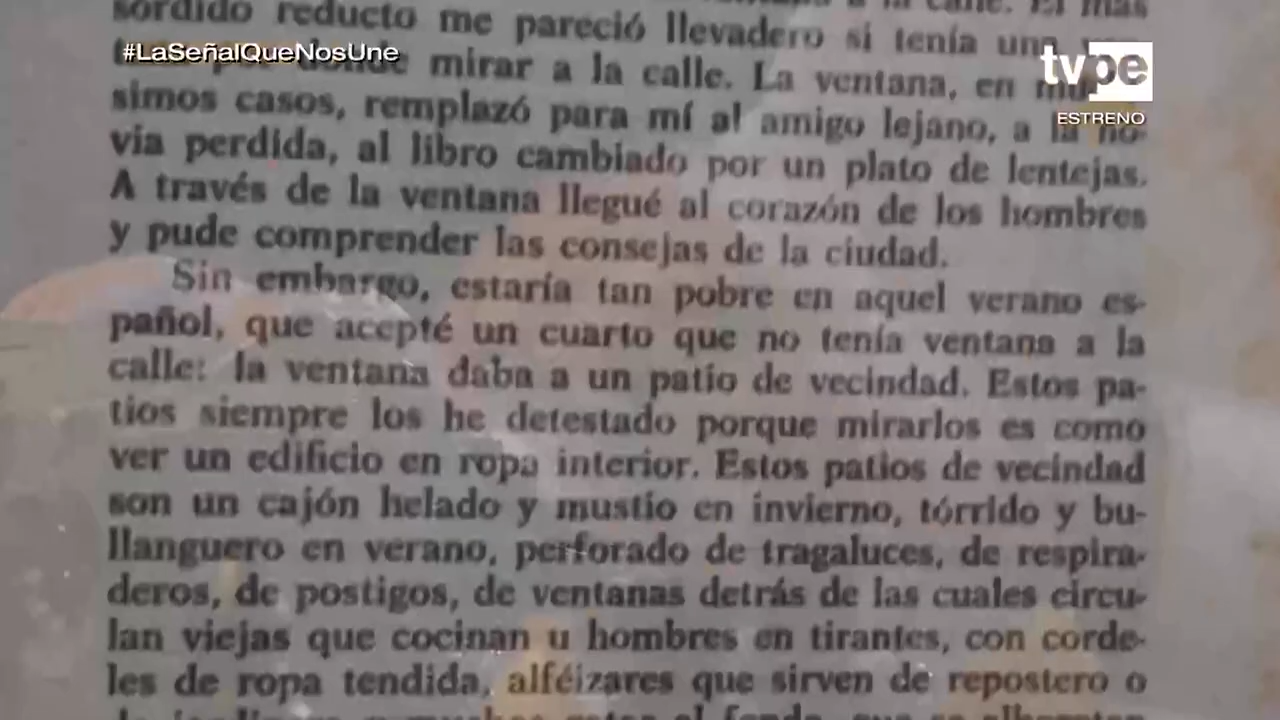 sórdido reducto me pareció llevadero si tenía una
#LaSeñalQueNosUne
tvpe
ESTRENO
mirar a la calle. La ventana, en
simos casos, remplazó para mí al amigo lejano, a la no-
via perdida, al libro cambiado por un plato de lentejas.
A través de la ventana llegué al corazón de los hombres
y pude comprender las consejas de la ciudad.
Sin embargo, estaría tan pobre en aquel verano es-
pañol, que acepté un cuarto que no tenía ventana a la
calle: la ventana daba a un patio de vecindad. Estos pa-
tios siempre los he detestado porque mirarlos es como
ver un edificio en ropa interior. Estos patios de vecindad
son un cajón helado y mustio en invierno, tórrido y bu-
llanguero en verano, perforado de tragaluces, de respira-
deros, de postigos, de ventanas detrás de las cuales circu-
lan viejas que cocinan u hombres en tirantes, con corde-
les de ropa tendida, alféizares que sirven de repostero o